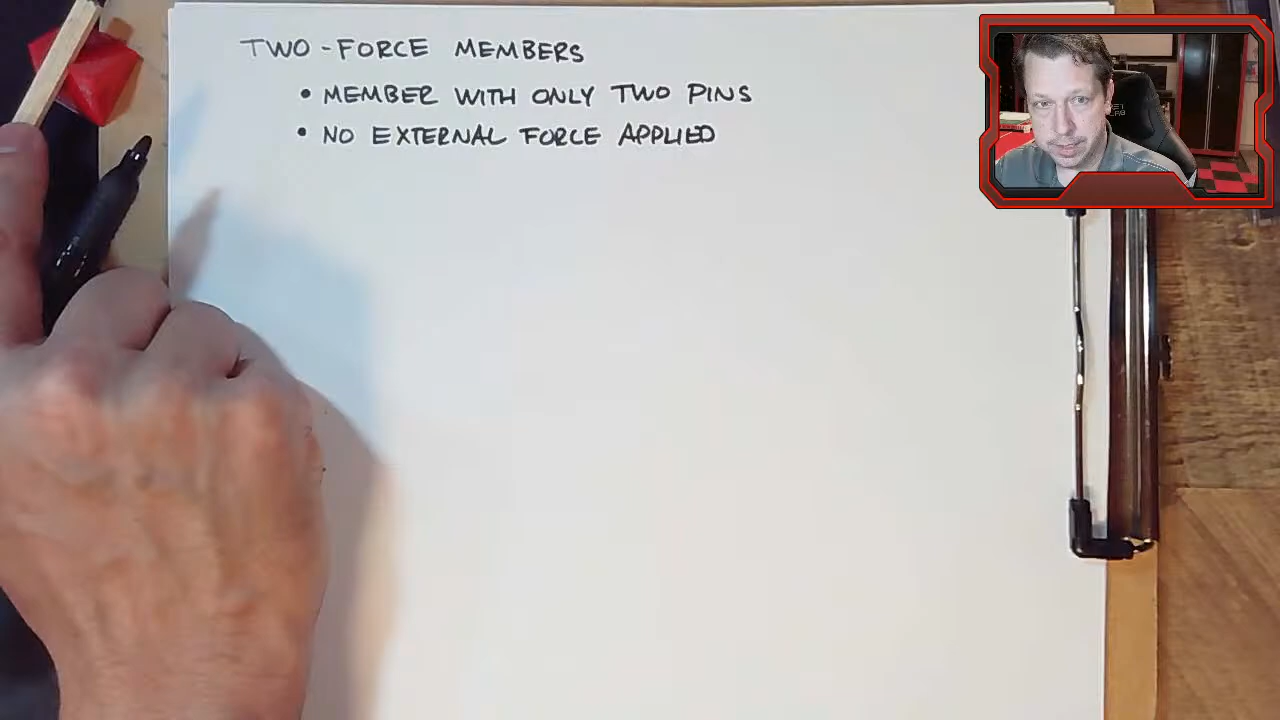 TWO-FORCE MEMBERS
• MEMBER WITH ONLY TWO PINS
• NO EXTERNAL FORCE APPLIED